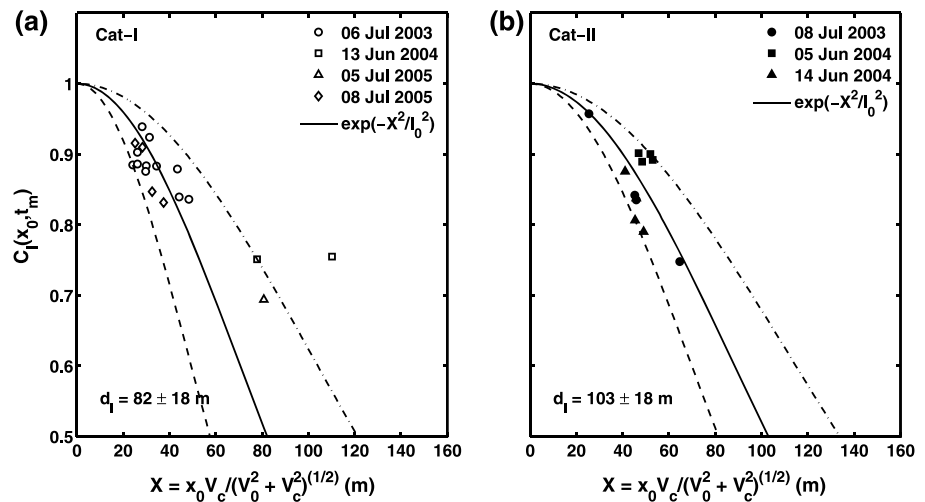 (a)
Cat−I
06 Jul 2003
13 Jun 2004
05 Jul 2005
08 Jul 2005
exp(−X²/l₀²)
1
0.9
0.8
0.7
0.6
0.5
C_I(x₀,t_m)
d_I = 82 ± 18 m
0 20 40 60 80 100 120 140 160
X = x₀V_c/(V₀² + V_c²)^(1/2) (m)
(b)
Cat−II
08 Jul 2003
05 Jun 2004
14 Jun 2004
exp(−X²/l₀²)
d_I = 103 ± 18 m
0 20 40 60 80 100 120 140 160
X = x₀V_c/(V₀² + V_c²)^(1/2) (m)